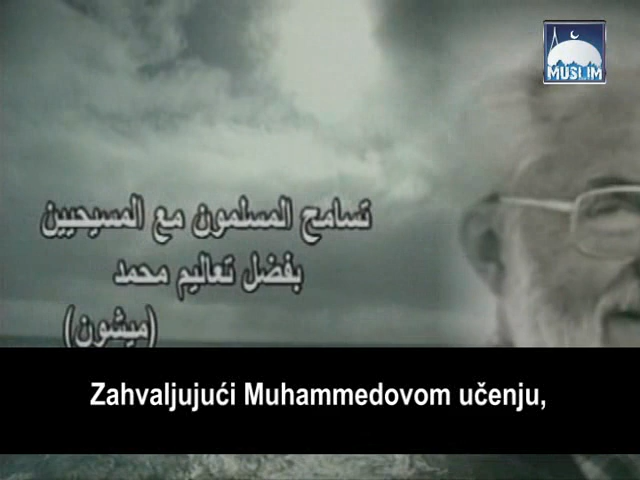 MUSLIM
تسامح المسلمون مع المسيحيين
بفضل تعاليم محمد
(ميشون)
Zahvaljujući Muhammedovom učenju,